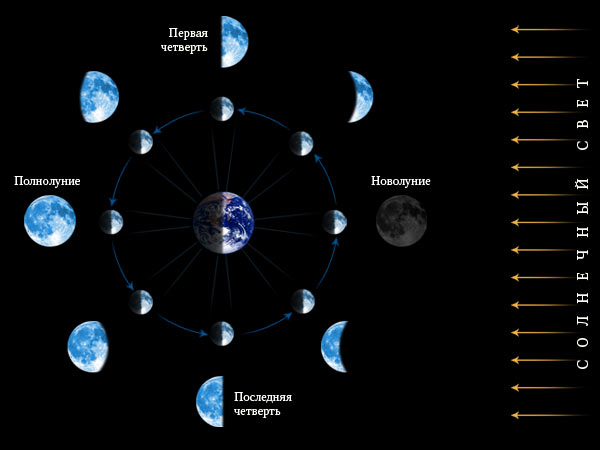 Первая
четверть
Полнолуние
Новолуние
Последняя
четверть
СОЛНЕЧНЫЙ СВЕТ